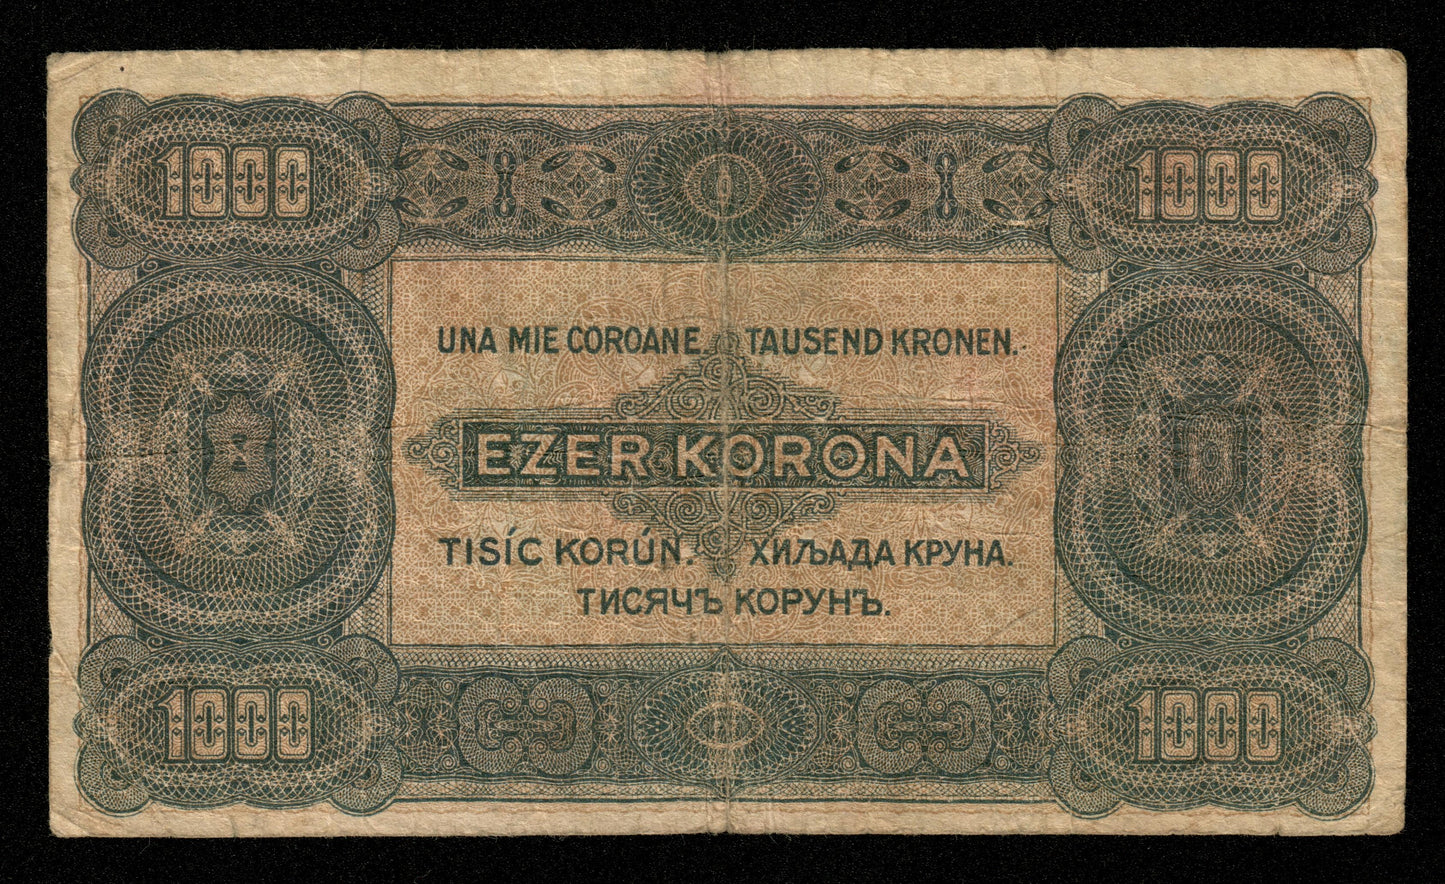 1000 1000
UNA MIE COROANE. TAUSEND KRONEN.
EZER KORONA
TISÍC KORÚN. ХИЉАДА КРУНА.
ТИСЯЧЪ КОРУНЪ.
1000 1000